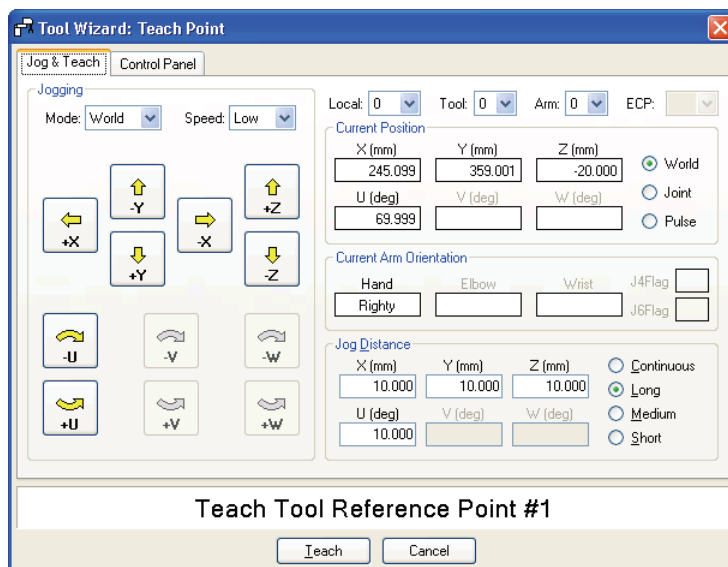 Tool Wizard: Teach Point
Jog & Teach Control Panel
Jogging
Mode: World Speed: Low
Local: 0 Tool: 0 Arm: 0 ECP:
Current Position
X (mm) Y (mm) Z (mm)
245.099 359.001 -20.000
U (deg) V (deg) W (deg)
69.999
World
Joint
Pulse
+X -Y +Y -X +Z -Z
Current Arm Orientation
Hand Elbow Wrist
Righty
J4Flag
J6Flag
-U -V -W
+U +V +W
Jog Distance
X (mm) Y (mm) Z (mm)
10.000 10.000 10.000
U (deg) V (deg) W (deg)
10.000
Continuous
Long
Medium
Short
Teach Tool Reference Point #1
Teach Cancel